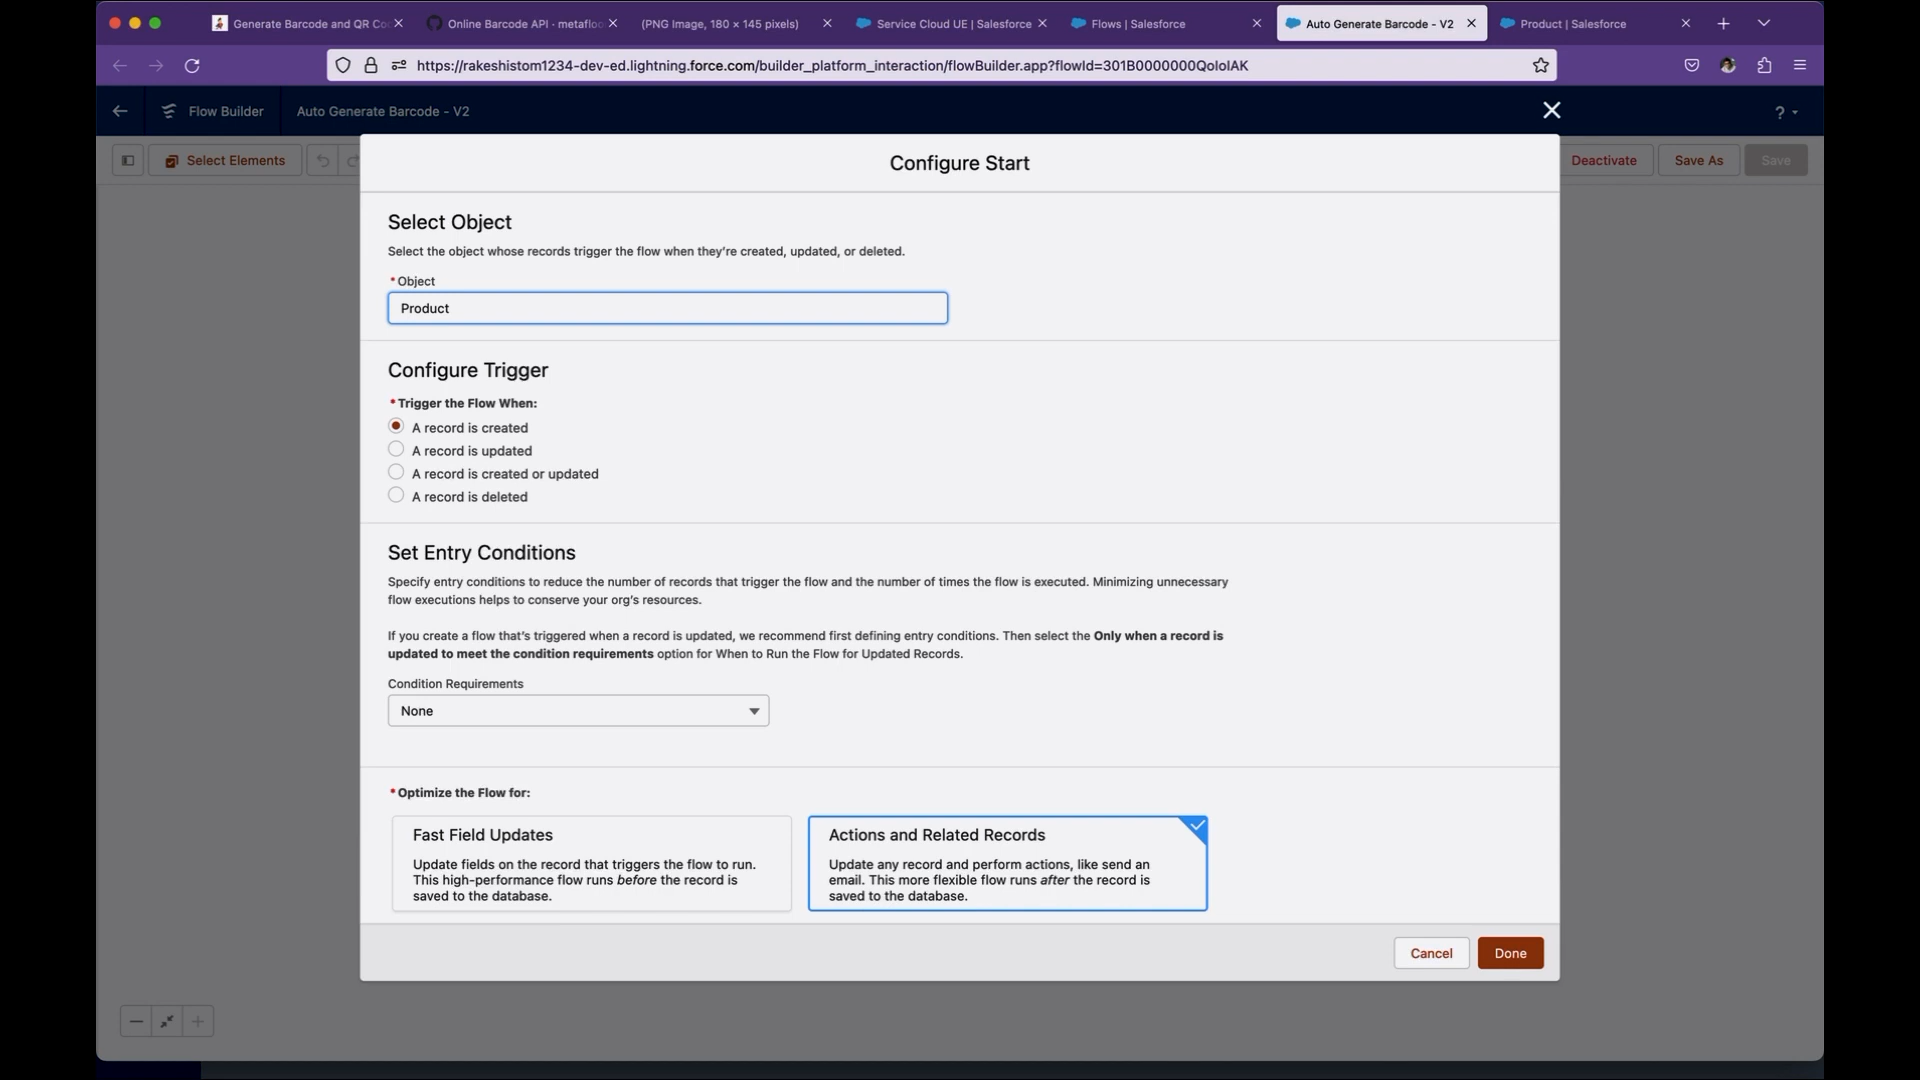 Generate Barcode and QR Co
Online Barcode API · metafloo
(PNG Image, 180 × 145 pixels)
Service Cloud UE | Salesforce
Flows | Salesforce
Auto Generate Barcode - V2
Product | Salesforce
https://rakeshistom1234-dev-ed.lightning.force.com/builder_platform_interaction/flowBuilder.app?flowId=301B0000000QoIoIAK
Flow Builder
Auto Generate Barcode - V2
?
Select Elements
Deactivate
Save As
Save
Configure Start
Select Object
Select the object whose records trigger the flow when they're created, updated, or deleted.
*Object
Product
Configure Trigger
*Trigger the Flow When:
A record is created
A record is updated
A record is created or updated
A record is deleted
Set Entry Conditions
Specify entry conditions to reduce the number of records that trigger the flow and the number of times the flow is executed. Minimizing unnecessary
flow executions helps to conserve your org's resources.
If you create a flow that's triggered when a record is updated, we recommend first defining entry conditions. Then select the Only when a record is
updated to meet the condition requirements option for When to Run the Flow for Updated Records.
Condition Requirements
None
*Optimize the Flow for:
Fast Field Updates
Update fields on the record that triggers the flow to run.
This high-performance flow runs before the record is
saved to the database.
Actions and Related Records
Update any record and perform actions, like send an
email. This more flexible flow runs after the record is
saved to the database.
Cancel
Done